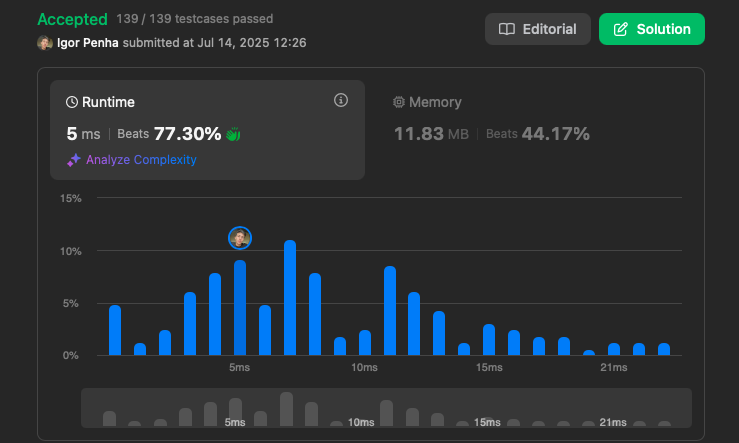 Accepted 139 / 139 testcases passed
Igor Penha submitted at Jul 14, 2025 12:26
Editorial
Solution
Runtime
5 ms Beats 77.30%
Analyze Complexity
Memory
11.83 MB Beats 44.17%
15%
10%
5%
0%
5ms 10ms 15ms 21ms
5ms 10ms 15ms 21ms